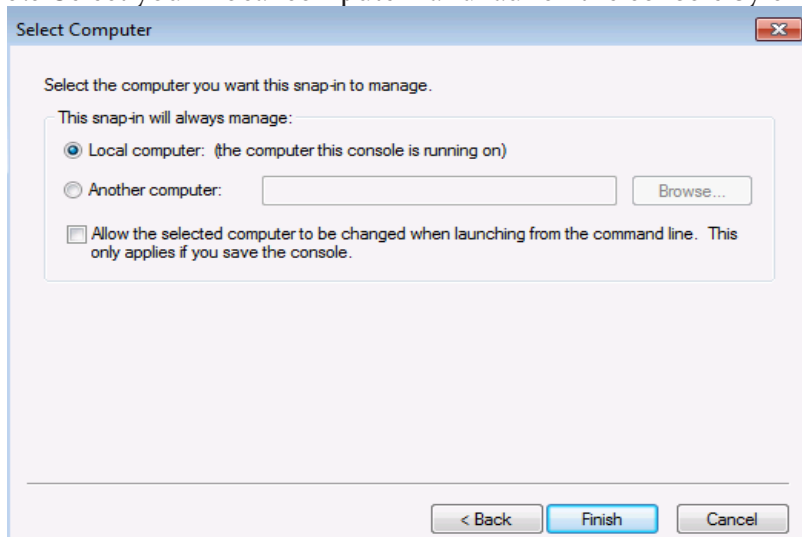 Select Computer
Select the computer you want this snap-in to manage.
This snap-in will always manage:
Local computer: (the computer this console is running on)
Another computer:
Browse...
Allow the selected computer to be changed when launching from the command line. This
only applies if you save the console.
< Back
Finish
Cancel